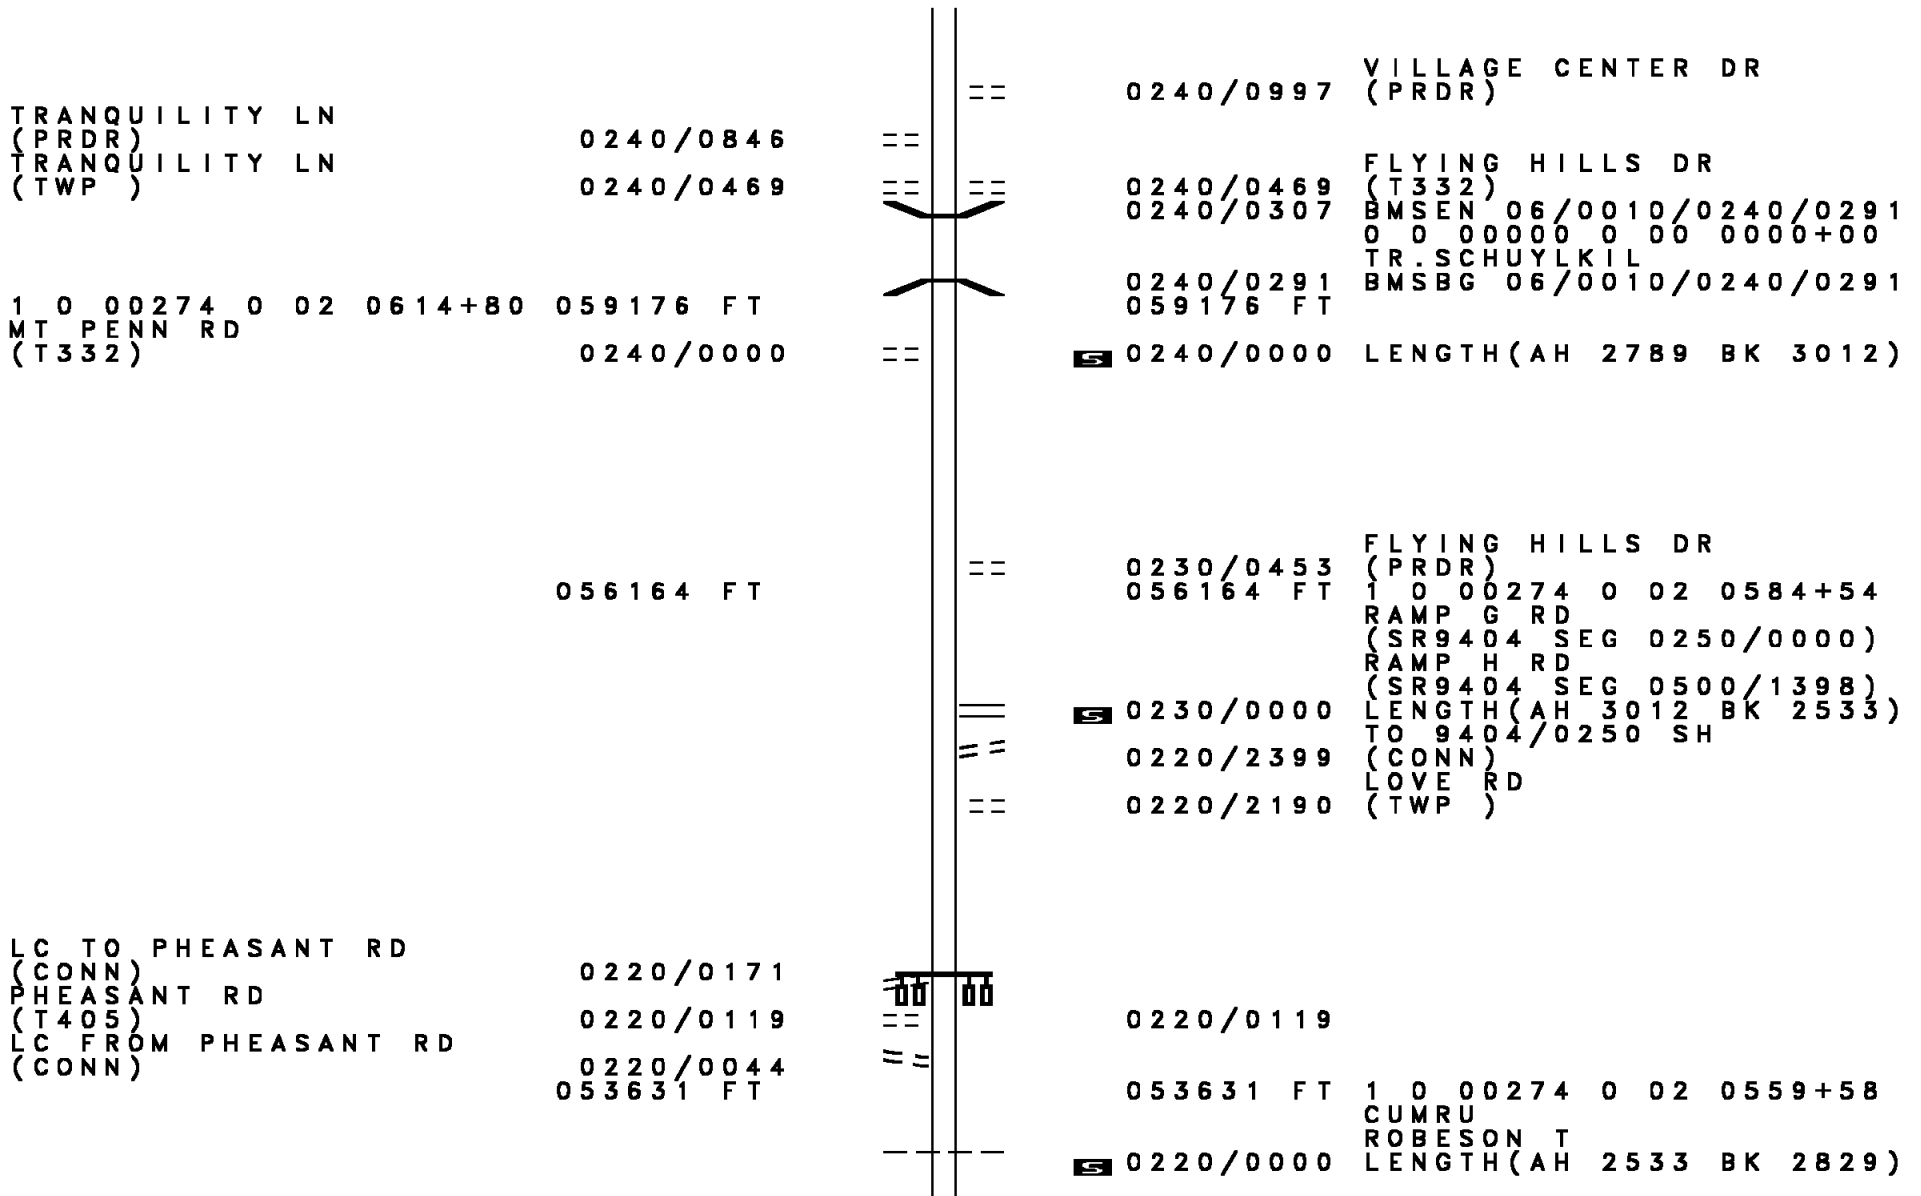 VILLAGE CENTER DR
0240/0997 (PRDR)
TRANQUILITY LN
(PRDR) 0240/0846
TRANQUILITY LN FLYING HILLS DR
(TWP ) 0240/0469 0240/0469 (T332)
0240/0307 BMSEN 06/0010/0240/0291
0 0 00000 0 00 0000+00
TR.SCHUYLKIL
0240/0291 BMSBG 06/0010/0240/0291
1 0 00274 0 02 0614+80 059176 FT 059176 FT
MT PENN RD
(T332) 0240/0000 S 0240/0000 LENGTH(AH 2789 BK 3012)
FLYING HILLS DR
0230/0453 (PRDR)
056164 FT 056164 FT 1 0 00274 0 02 0584+54
RAMP G RD
(SR9404 SEG 0250/0000)
RAMP H RD
(SR9404 SEG 0500/1398)
S 0230/0000 LENGTH(AH 3012 BK 2533)
TO 9404/0250 SH
0220/2399 (CONN)
LOVE RD
0220/2190 (TWP )
LC TO PHEASANT RD
(CONN) 0220/0171
PHEASANT RD
(T405) 0220/0119 0220/0119
LC FROM PHEASANT RD
(CONN) 0220/0044
053631 FT 053631 FT 1 0 00274 0 02 0559+58
CUMRU
ROBESON T
S 0220/0000 LENGTH(AH 2533 BK 2829)